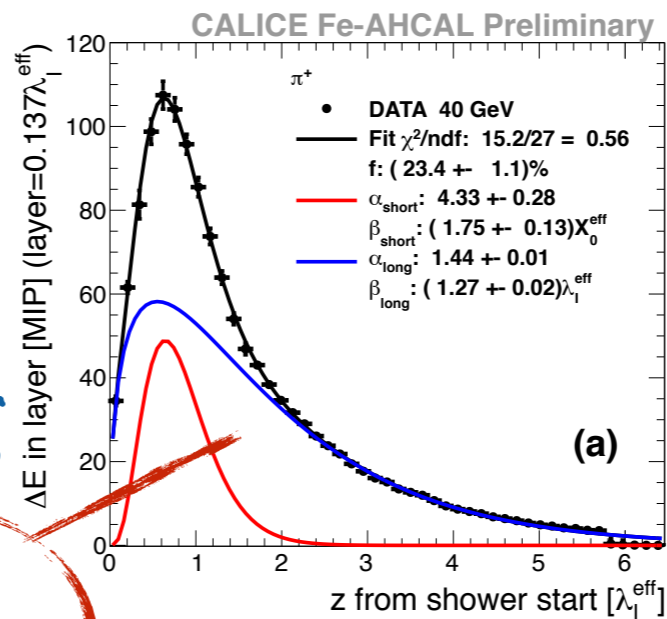 CALICE Fe-AHCAL Preliminary
ΔE in layer [MIP] (layer=0.137λ_I^eff)
120
100
80
60
40
20
0
π⁺
DATA 40 GeV
Fit χ²/ndf: 15.2/27 = 0.56
f: ( 23.4 +- 1.1)%
α_short: 4.33 +- 0.28
β_short: ( 1.75 +- 0.13)X_0^eff
α_long: 1.44 +- 0.01
β_long: ( 1.27 +- 0.02)λ_I^eff
(a)
0 1 2 3 4 5 6
z from shower start [λ_I^eff]